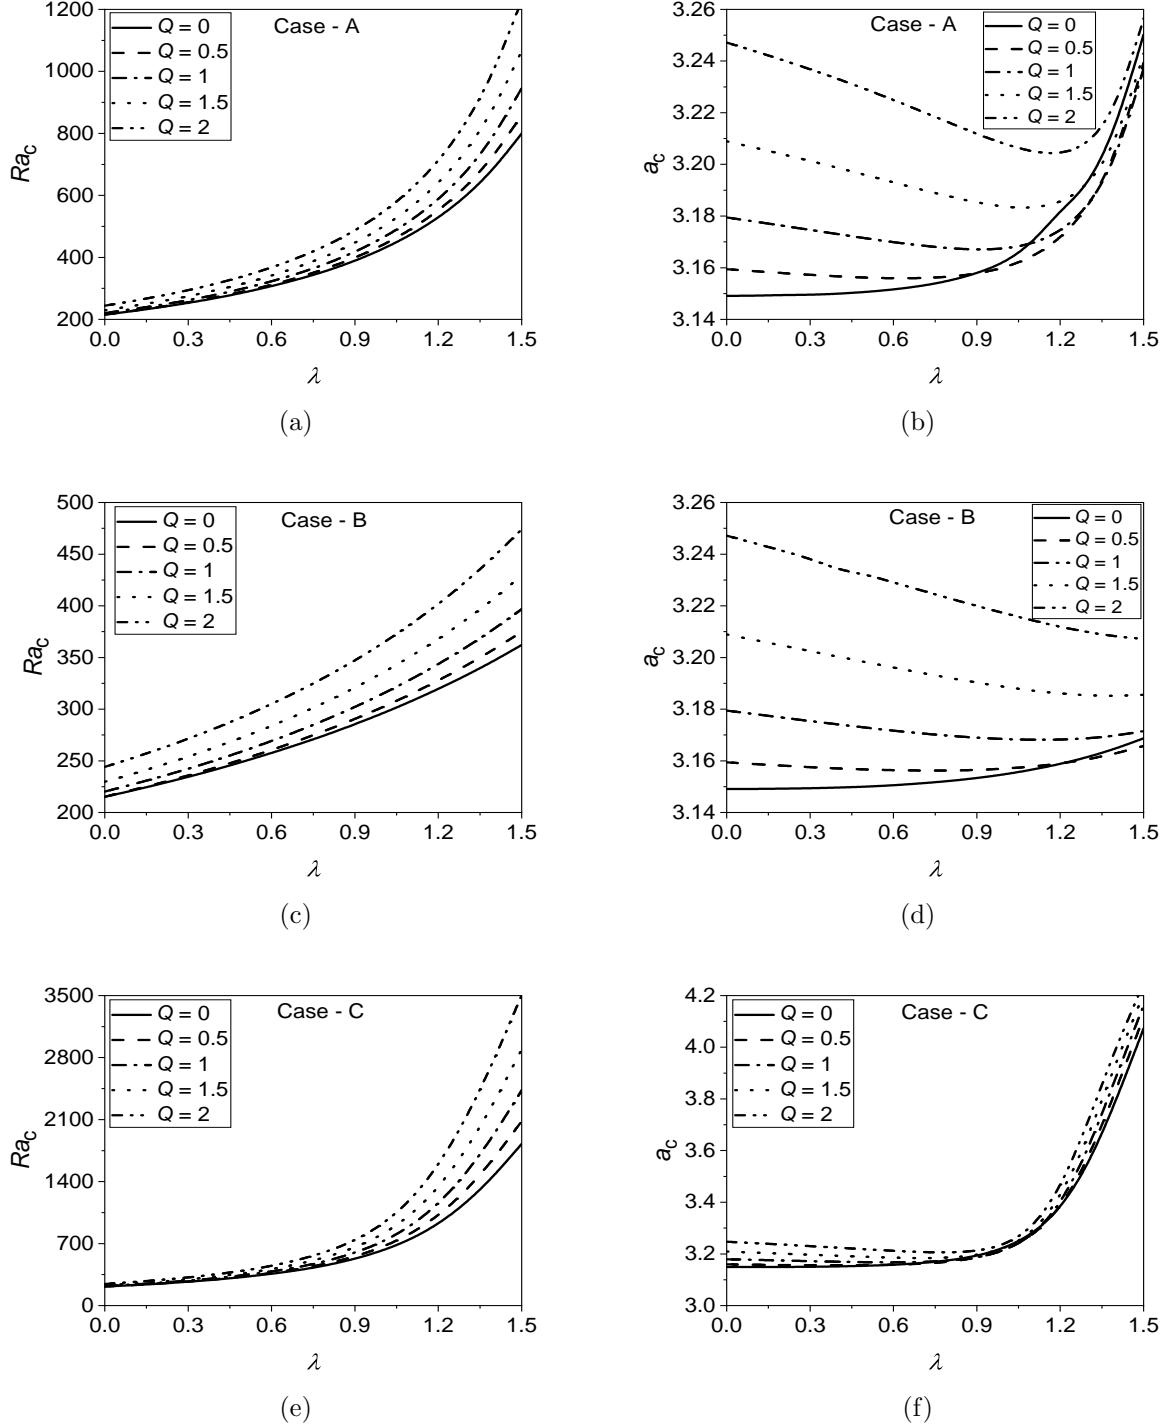 1200
1000
800
600
400
200
Ra_c
Q = 0
Q = 0.5
Q = 1
Q = 1.5
Q = 2
Case - A
0.0 0.3 0.6 0.9 1.2 1.5
λ
(a)
3.26
3.24
3.22
3.20
3.18
3.16
3.14
a_c
Case - A
Q = 0
Q = 0.5
Q = 1
Q = 1.5
Q = 2
0.0 0.3 0.6 0.9 1.2 1.5
λ
(b)
500
450
400
350
300
250
200
Ra_c
Q = 0
Q = 0.5
Q = 1
Q = 1.5
Q = 2
Case - B
0.0 0.3 0.6 0.9 1.2 1.5
λ
(c)
3.26
3.24
3.22
3.20
3.18
3.16
3.14
a_c
Case - B
Q = 0
Q = 0.5
Q = 1
Q = 1.5
Q = 2
0.0 0.3 0.6 0.9 1.2 1.5
λ
(d)
3500
2800
2100
1400
700
0
Ra_c
Q = 0
Q = 0.5
Q = 1
Q = 1.5
Q = 2
Case - C
0.0 0.3 0.6 0.9 1.2 1.5
λ
(e)
4.2
4.0
3.8
3.6
3.4
3.2
3.0
a_c
Q = 0
Q = 0.5
Q = 1
Q = 1.5
Q = 2
Case - C
0.0 0.3 0.6 0.9 1.2 1.5
λ
(f)